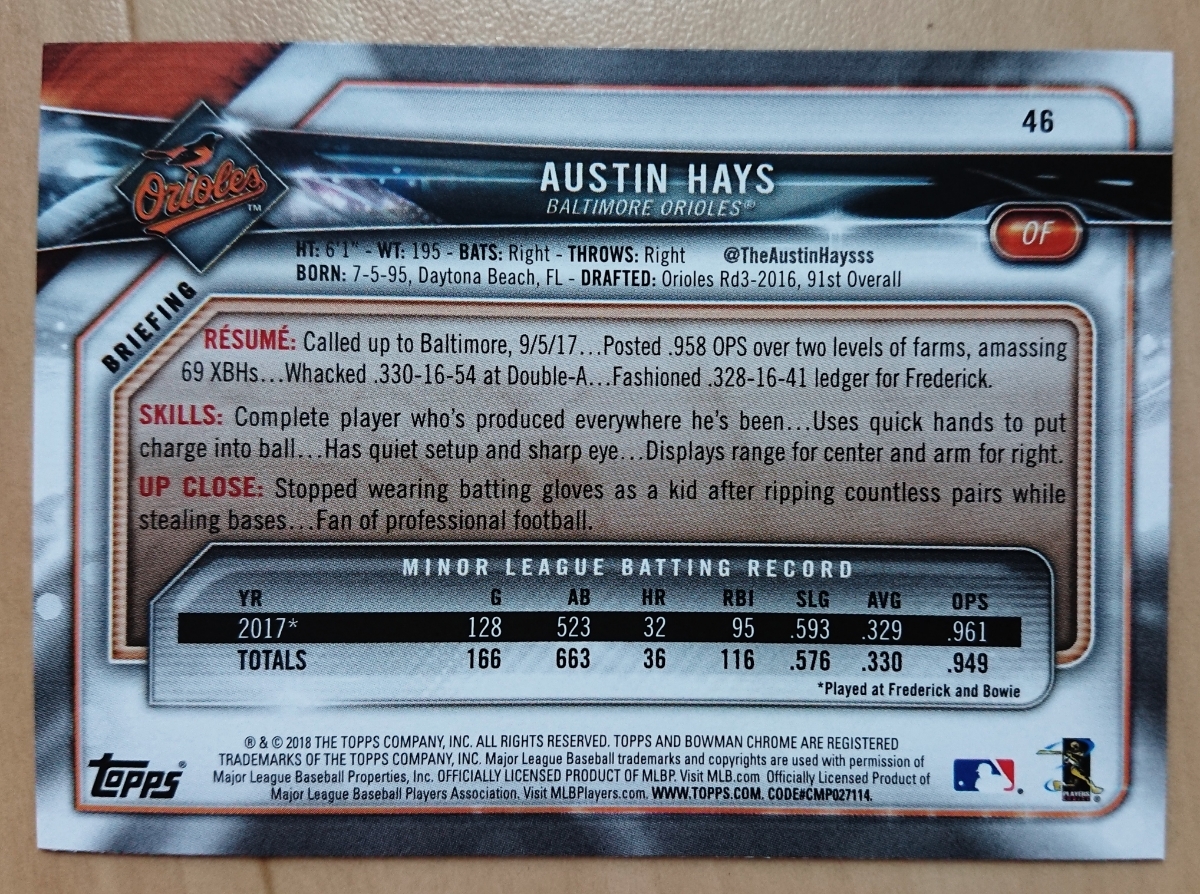 46
Orioles™
AUSTIN HAYS
BALTIMORE ORIOLES®
OF
HT: 6'1" - WT: 195 - BATS: Right - THROWS: Right @TheAustinHaysss
BORN: 7-5-95, Daytona Beach, FL - DRAFTED: Orioles Rd3-2016, 91st Overall
BRIEFING
RÉSUMÉ: Called up to Baltimore, 9/5/17...Posted .958 OPS over two levels of farms, amassing
69 XBHs...Whacked .330-16-54 at Double-A...Fashioned .328-16-41 ledger for Frederick.
SKILLS: Complete player who's produced everywhere he's been...Uses quick hands to put
charge into ball...Has quiet setup and sharp eye...Displays range for center and arm for right.
UP CLOSE: Stopped wearing batting gloves as a kid after ripping countless pairs while
stealing bases...Fan of professional football.
MINOR LEAGUE BATTING RECORD
YR G AB HR RBI SLG AVG OPS
2017* 128 523 32 95 .593 .329 .961
TOTALS 166 663 36 116 .576 .330 .949
*Played at Frederick and Bowie
® & © 2018 THE TOPPS COMPANY, INC. ALL RIGHTS RESERVED. TOPPS AND BOWMAN CHROME ARE REGISTERED
TRADEMARKS OF THE TOPPS COMPANY, INC. Major League Baseball trademarks and copyrights are used with permission of
Major League Baseball Properties, Inc. OFFICIALLY LICENSED PRODUCT OF MLBP. Visit MLB.com Officially Licensed Product of
Major League Baseball Players Association. Visit MLBPlayers.com. WWW.TOPPS.COM. CODE#CMP027114.
topps®
PLAYERS